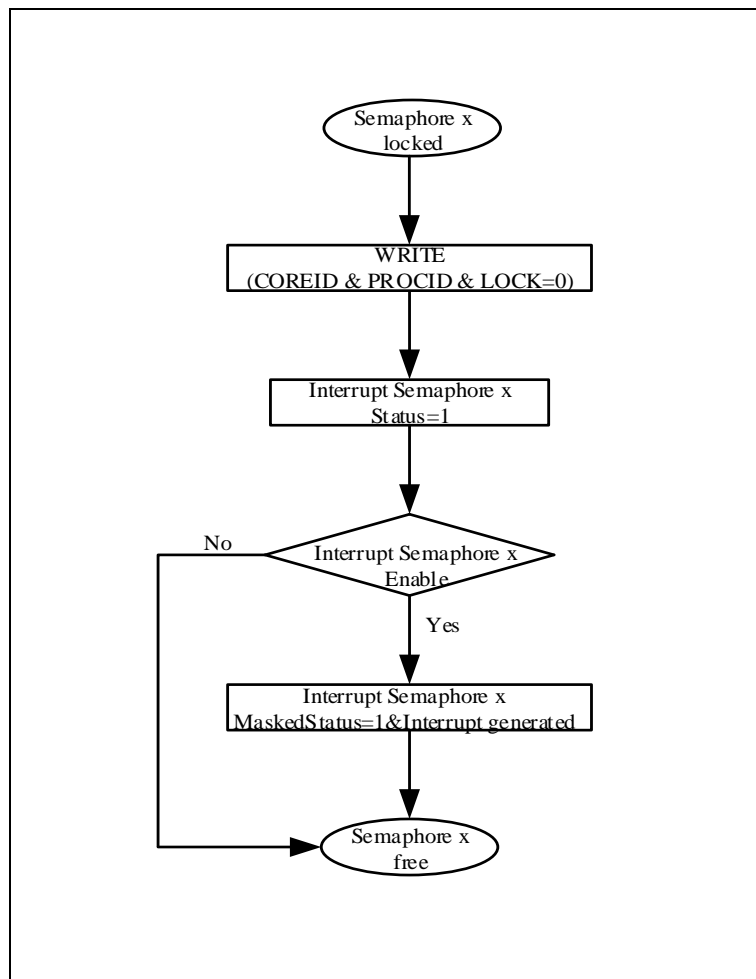 Semaphore x
locked
WRITE
(COREID & PROCID & LOCK=0)
Interrupt Semaphore x
Status=1
No
Interrupt Semaphore x
Enable
Yes
Interrupt Semaphore x
MaskedStatus=1&Interrupt generated
Semaphore x
free